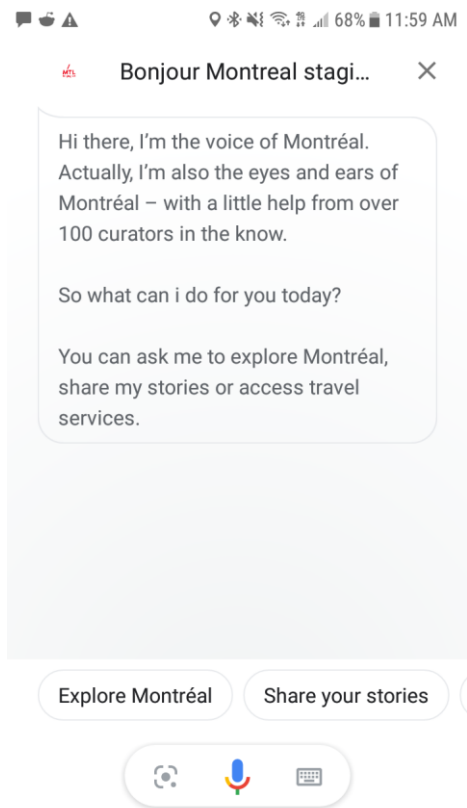 68% 11:59 AM
MTL
Bonjour Montreal stagi...
Hi there, I'm the voice of Montréal.
Actually, I'm also the eyes and ears of
Montréal – with a little help from over
100 curators in the know.
So what can i do for you today?
You can ask me to explore Montréal,
share my stories or access travel
services.
Explore Montréal
Share your stories